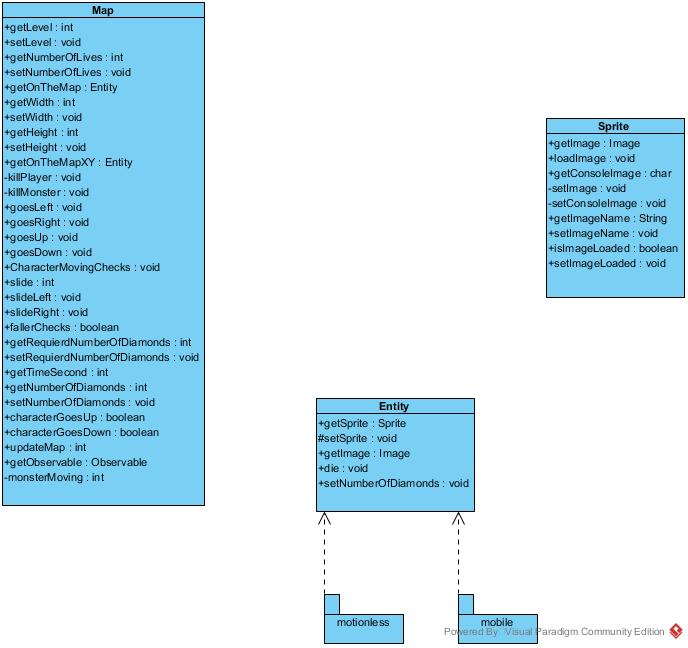 Map
+getLevel : int
+setLevel : void
+getNumberOfLives : int
+setNumberOfLives : void
+getOnTheMap : Entity
+getWidth : int
+setWidth : void
+getHeight : int
+setHeight : void
+getOnTheMapXY : Entity
-killPlayer : void
-killMonster : void
+goesLeft : void
+goesRight : void
+goesUp : void
+goesDown : void
+CharacterMovingChecks : void
+slide : int
+slideLeft : void
+slideRight : void
+fallerChecks : boolean
+getRequierdNumberOfDiamonds : int
+setRequierdNumberOfDiamonds : void
+getTimeSecond : int
+getNumberOfDiamonds : int
+setNumberOfDiamonds : void
+characterGoesUp : boolean
+characterGoesDown : boolean
+updateMap : int
+getObservable : Observable
-monsterMoving : int
Sprite
+getImage : Image
+loadImage : void
+getConsoleImage : char
-setImage : void
-setConsoleImage : void
+getImageName : String
+setImageName : void
+isImageLoaded : boolean
+setImageLoaded : void
Entity
+getSprite : Sprite
#setSprite : void
+getImage : Image
+die : void
+setNumberOfDiamonds : void
motionless
mobile
Powered By Visual Paradigm Community Edition